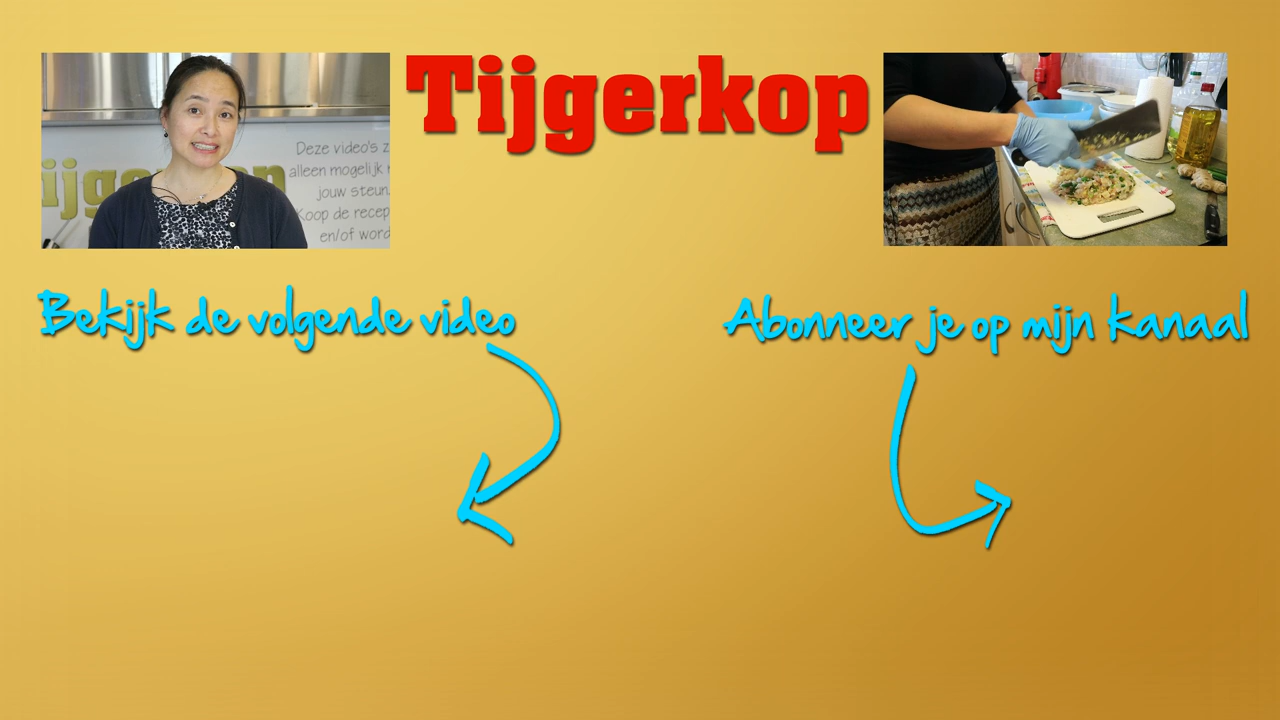 Tijgerkop
Deze video's z
alleen mogelijk
jouw steun.
Koop de recep
en/of word
Bekijk de volgende video
Abonneer je op mijn kanaal